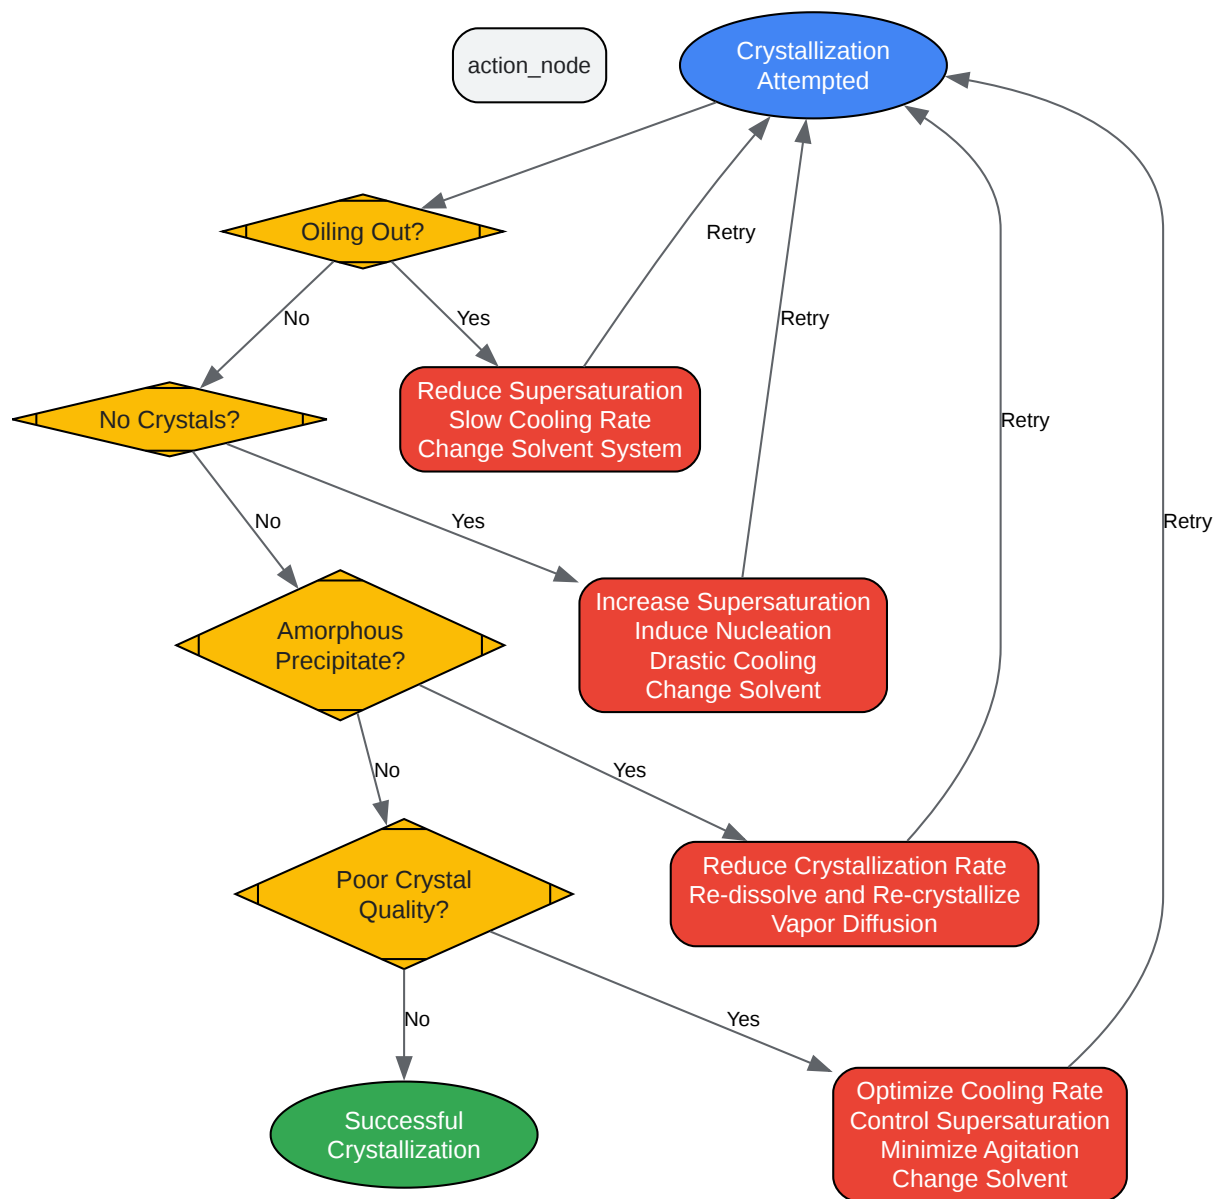 action_node
Crystallization
Attempted
Oiling Out?
Retry
No
Yes
Retry
Reduce Supersaturation
Slow Cooling Rate
Change Solvent System
No Crystals?
Retry
No
Yes
Retry
Increase Supersaturation
Induce Nucleation
Drastic Cooling
Change Solvent
Amorphous
Precipitate?
No
Yes
Reduce Crystallization Rate
Re-dissolve and Re-crystallize
Vapor Diffusion
Poor Crystal
Quality?
No
Yes
Optimize Cooling Rate
Control Supersaturation
Minimize Agitation
Change Solvent
Successful
Crystallization